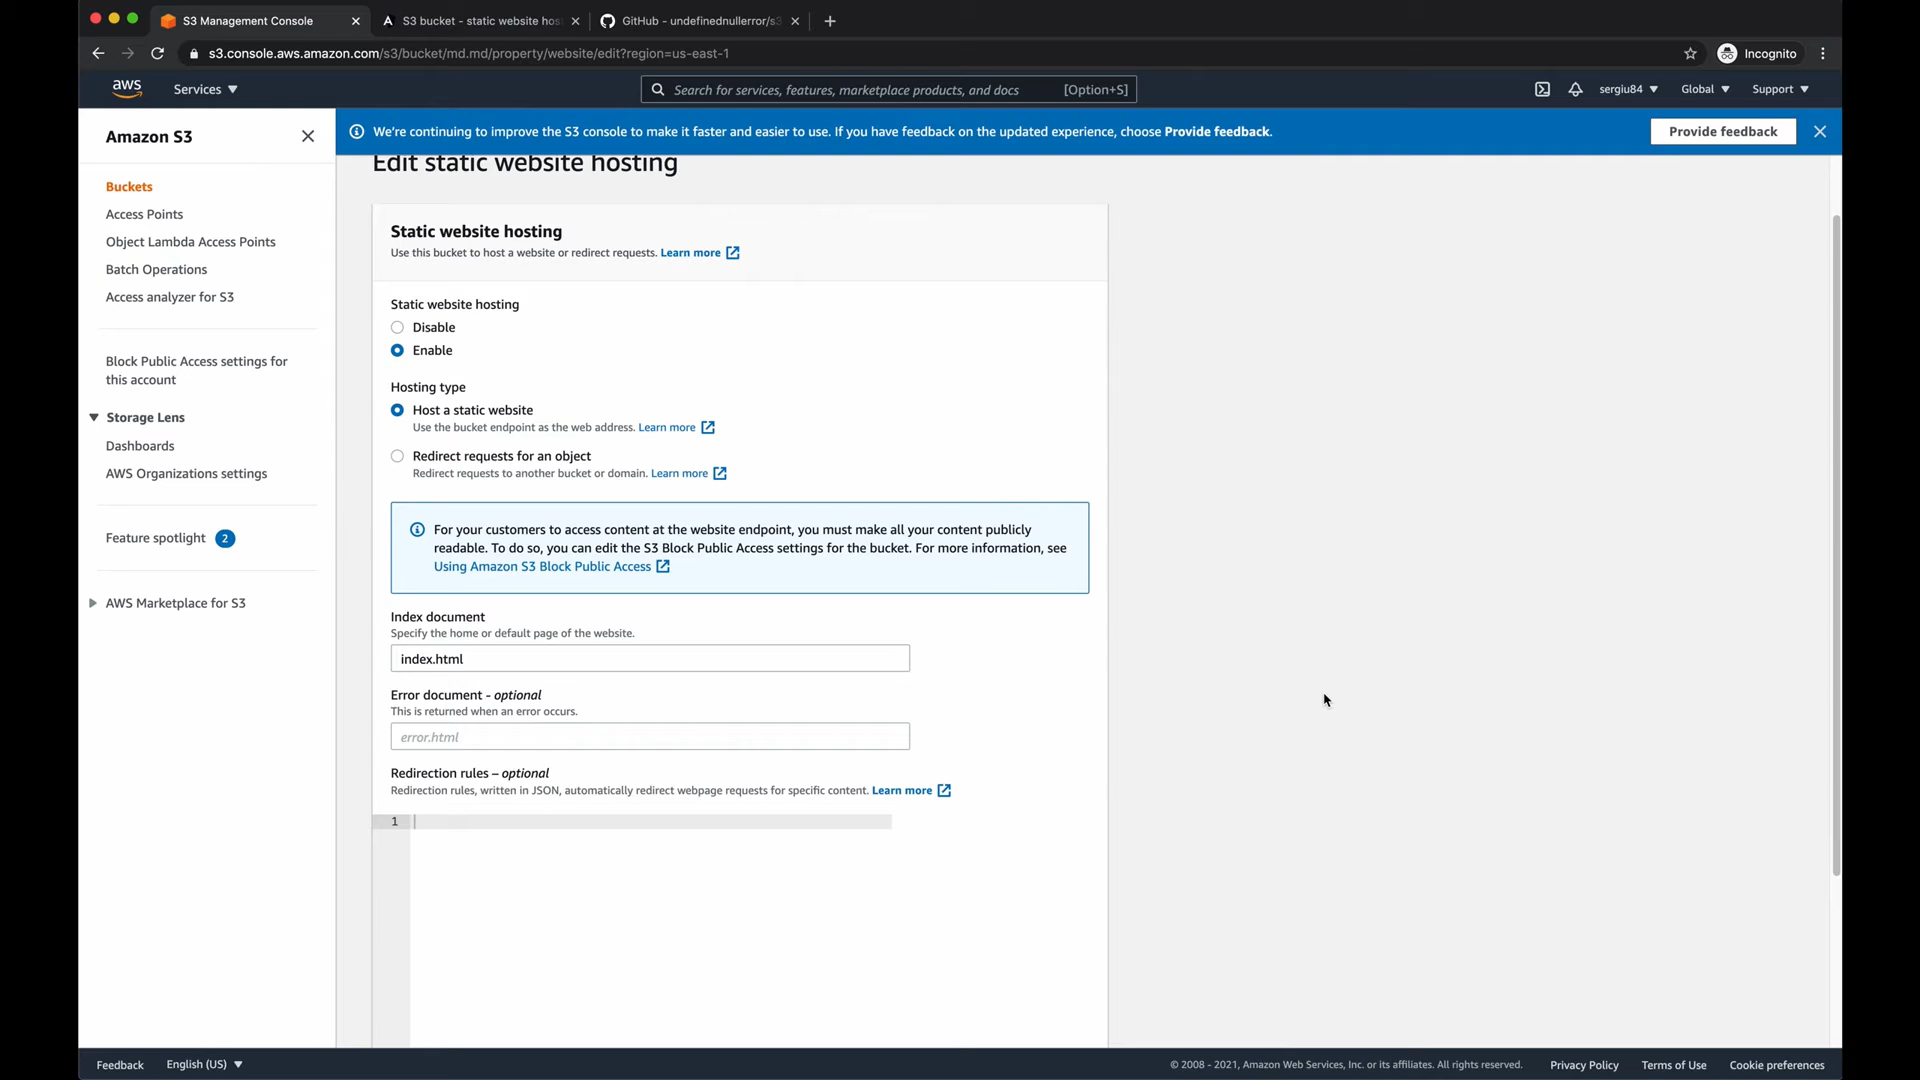 S3 Management Console
S3 bucket - static website hos
GitHub - undefinednullerror/s3
s3.console.aws.amazon.com/s3/bucket/md.md/property/website/edit?region=us-east-1
Incognito
aws
Services
Search for services, features, marketplace products, and docs
[Option+S]
sergiu84
Global
Support
Amazon S3
We're continuing to improve the S3 console to make it faster and easier to use. If you have feedback on the updated experience, choose Provide feedback.
Provide feedback
Buckets
Access Points
Object Lambda Access Points
Batch Operations
Access analyzer for S3
Block Public Access settings for
this account
Storage Lens
Dashboards
AWS Organizations settings
Feature spotlight 2
AWS Marketplace for S3
Edit static website hosting
Static website hosting
Use this bucket to host a website or redirect requests. Learn more
Static website hosting
Disable
Enable
Hosting type
Host a static website
Use the bucket endpoint as the web address. Learn more
Redirect requests for an object
Redirect requests to another bucket or domain. Learn more
For your customers to access content at the website endpoint, you must make all your content publicly
readable. To do so, you can edit the S3 Block Public Access settings for the bucket. For more information, see
Using Amazon S3 Block Public Access
Index document
Specify the home or default page of the website.
index.html
Error document - optional
This is returned when an error occurs.
error.html
Redirection rules – optional
Redirection rules, written in JSON, automatically redirect webpage requests for specific content. Learn more
1
Feedback
English (US)
© 2008 - 2021, Amazon Web Services, Inc. or its affiliates. All rights reserved.
Privacy Policy
Terms of Use
Cookie preferences